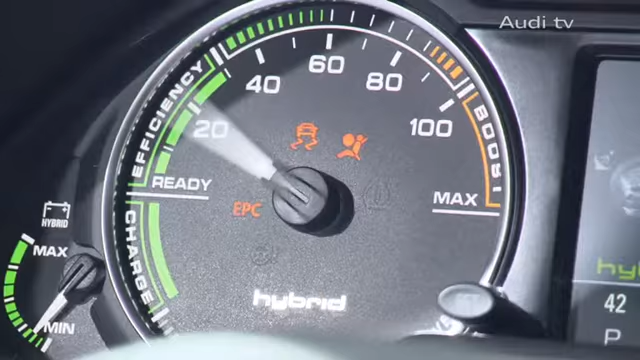 Audi tv
60
40
80
EFFICIENCY
BOOST
20
100
READY
MAX
EPC
HYBRID
CHARGE
MAX
hybrid
MIN
hy
42
P